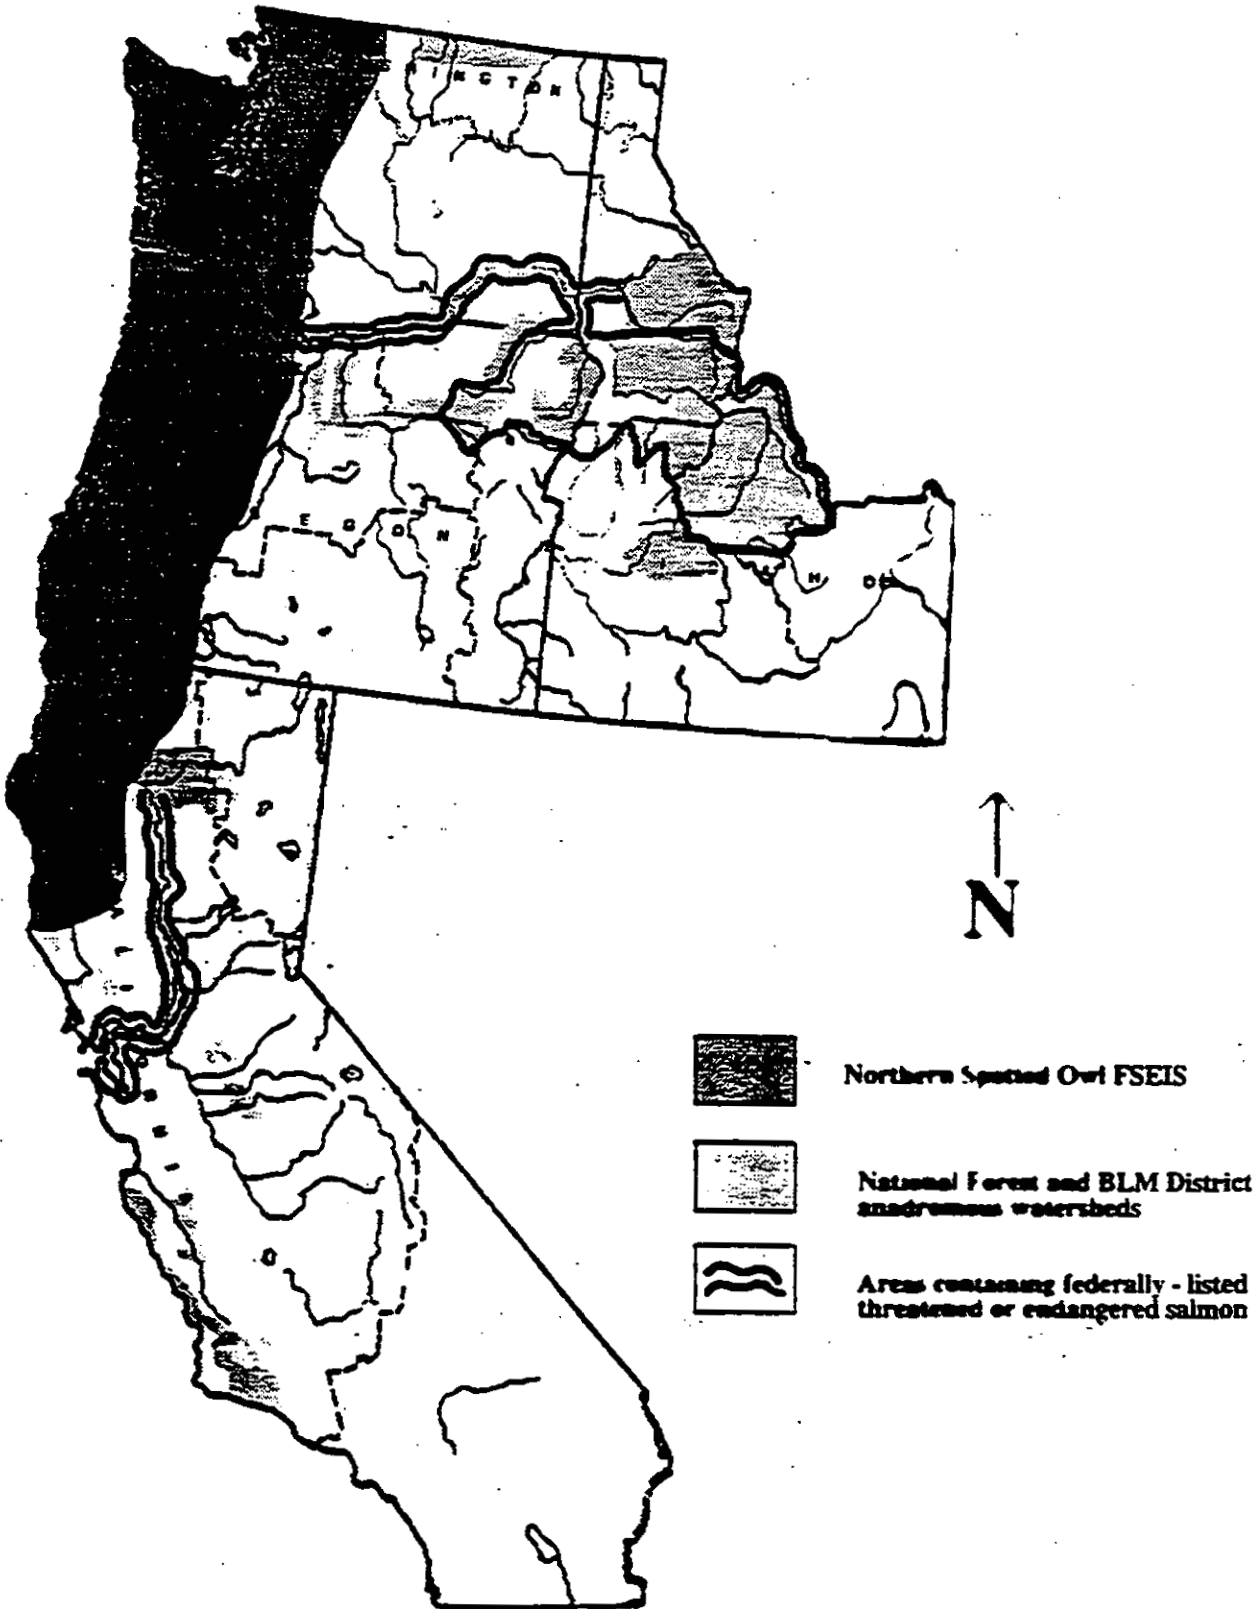 I N G T O N
E G O N
I
H
O
N
Northern Spotted Owl FSEIS
National Forest and BLM District
anadromous watersheds
Areas containing federally - listed
threatened or endangered salmon